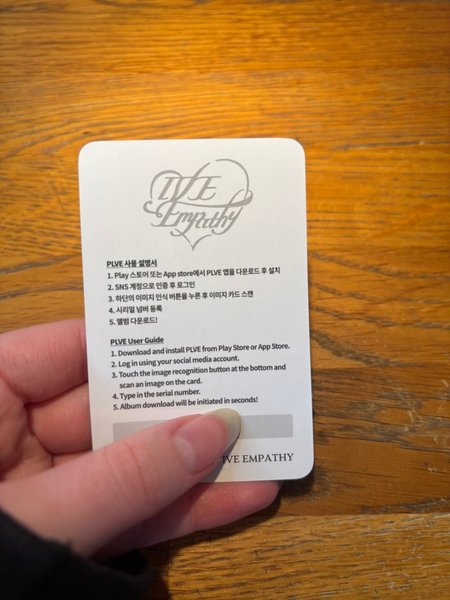 IVE
Empathy
PLVE 사용 설명서
1. Play 스토어 또는 App store에서 PLVE 앱을 다운로드 후 설치
2. SNS 계정으로 인증 후 로그인
3. 하단의 이미지 인식 버튼을 누른 후 이미지 카드 스캔
4. 시리얼 넘버 등록
5. 앨범 다운로드!
PLVE User Guide
1. Download and install PLVE from Play Store or App Store.
2. Log in using your social media account.
3. Touch the image recognition button at the bottom and
scan an image on the card.
4. Type in the serial number.
5. Album download will be initiated in seconds!
IVE EMPATHY